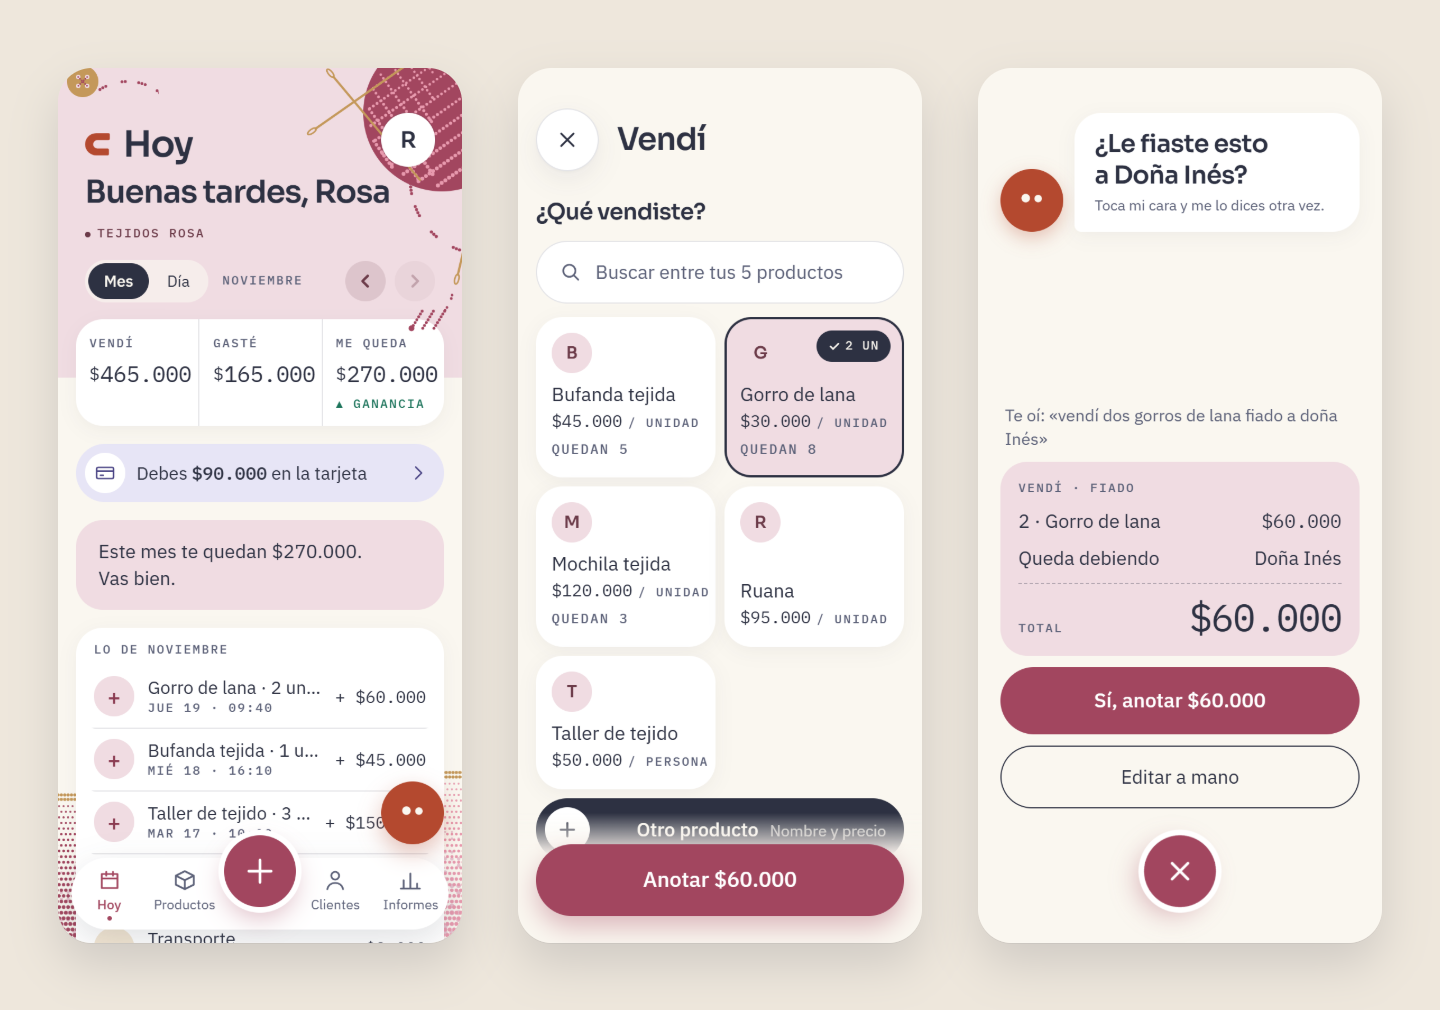 Hoy
R
Buenas tardes, Rosa
TEJIDOS ROSA
Mes Día NOVIEMBRE
VENDÍ GASTÉ ME QUEDA
$465.000 $165.000 $270.000
▲ GANANCIA
Debes $90.000 en la tarjeta
Este mes te quedan $270.000.
Vas bien.
LO DE NOVIEMBRE
Gorro de lana · 2 un... + $60.000
JUE 19 · 09:40
Bufanda tejida · 1 u... + $45.000
MIÉ 18 · 16:10
Taller de tejido · 3 ... + $150
MAR 17 ·
Hoy Productos Clientes Informes
Transporte
Vendí
¿Qué vendiste?
Buscar entre tus 5 productos
B
Bufanda tejida
$45.000 / UNIDAD
QUEDAN 5
G 2 UN
Gorro de lana
$30.000 / UNIDAD
QUEDAN 8
M
Mochila tejida
$120.000 / UNIDAD
QUEDAN 3
R
Ruana
$95.000 / UNIDAD
T
Taller de tejido
$50.000 / PERSONA
Otro producto Nombre y precio
Anotar $60.000
¿Le fiaste esto
a Doña Inés?
Toca mi cara y me lo dices otra vez.
Te oí: «vendí dos gorros de lana fiado a doña
Inés»
VENDÍ · FIADO
2 · Gorro de lana $60.000
Queda debiendo Doña Inés
TOTAL $60.000
Sí, anotar $60.000
Editar a mano